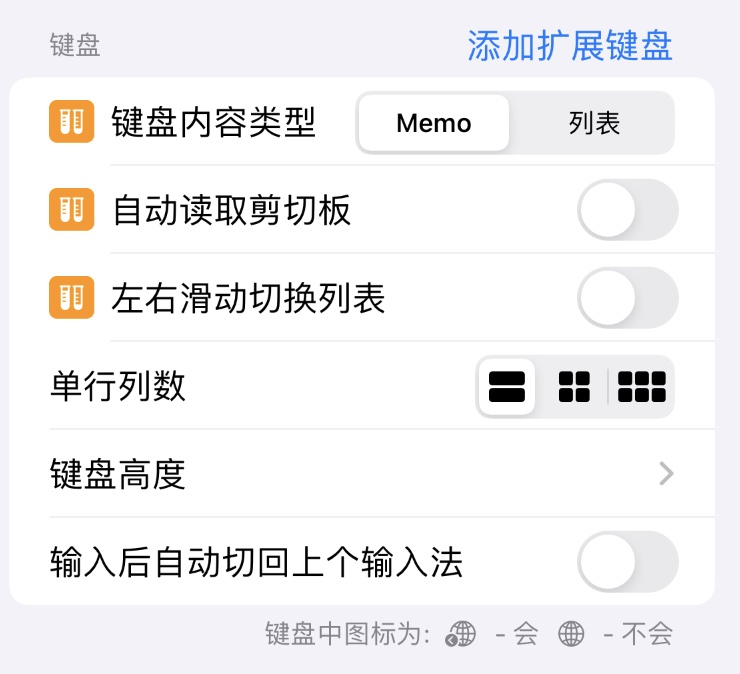 键盘 添加扩展键盘
键盘内容类型 Memo 列表
自动读取剪切板
左右滑动切换列表
单行列数
键盘高度
输入后自动切回上个输入法
键盘中图标为: - 会 - 不会